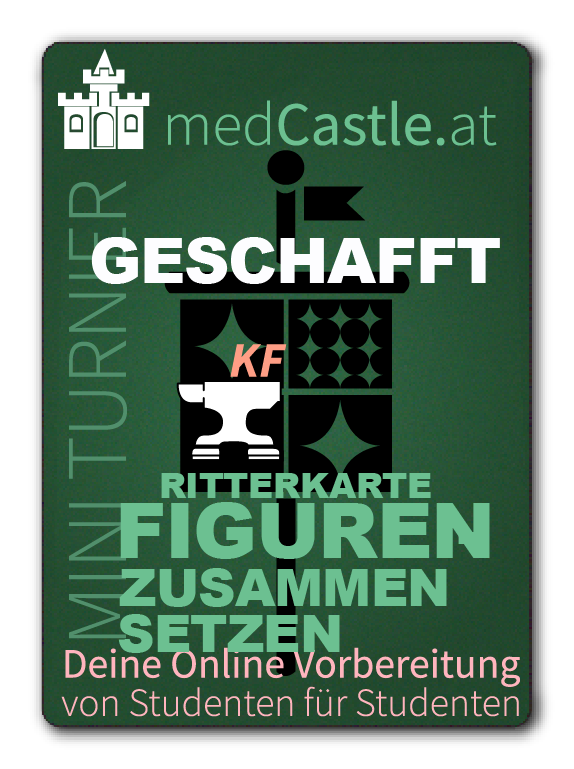 medCastle.at
MINI TURNIER
GESCHAFFT
KF
RITTERKARTE
FIGUREN
ZUSAMMEN
SETZEN
Deine Online Vorbereitung
von Studenten für Studenten